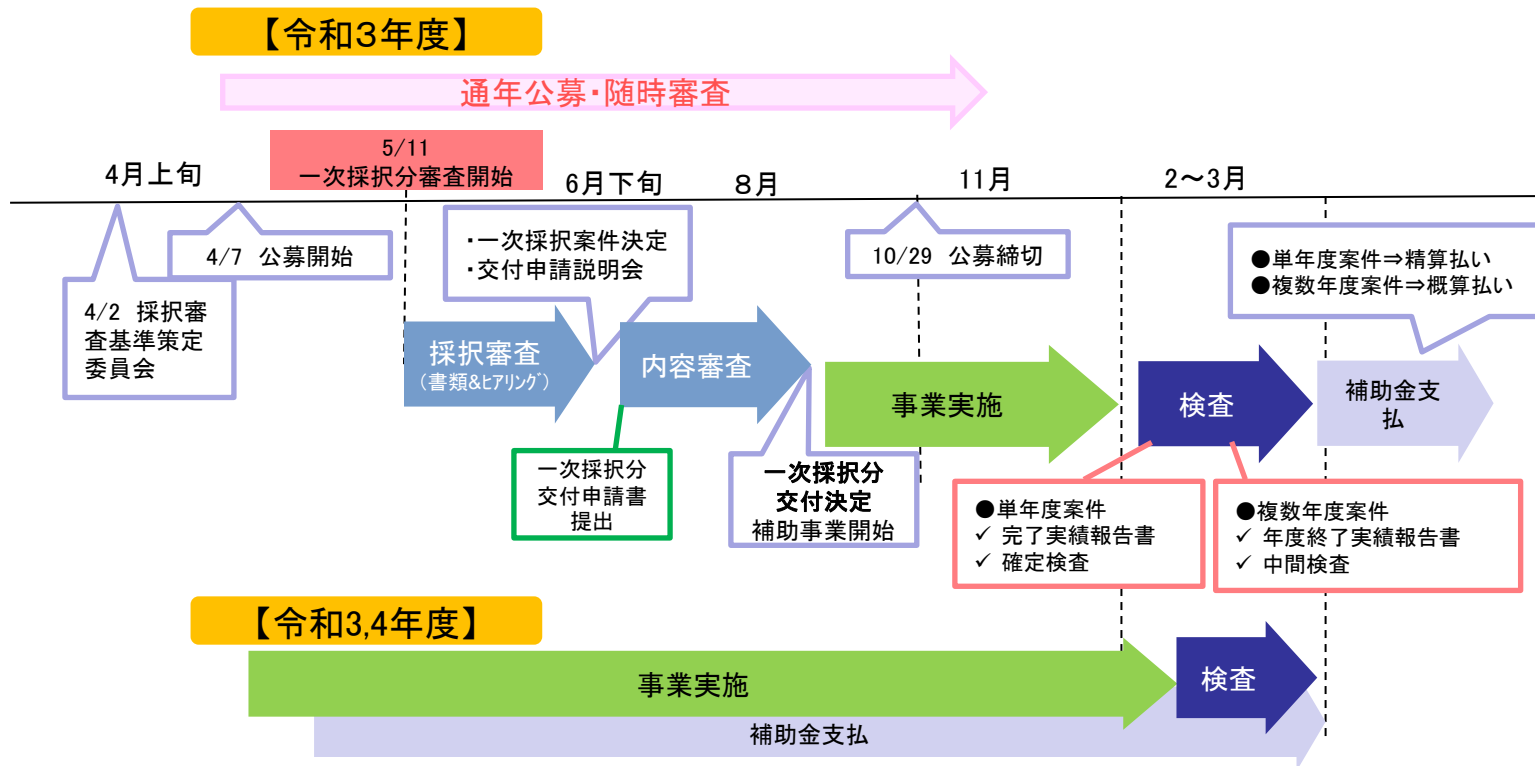 【令和３年度】
通年公募・随時審査
5/11
一次採択分審査開始
4月上旬
6月下旬
8月
11月
2～3月
4/7 公募開始
4/2 採択審
査基準策定
委員会
・一次採択案件決定
・交付申請説明会
10/29 公募締切
●単年度案件⇒精算払い
●複数年度案件⇒概算払い
採択審査
（書類&ﾋｱﾘﾝｸﾞ）
内容審査
事業実施
検査
補助金支
払
一次採択分
交付申請書
提出
一次採択分
交付決定
補助事業開始
●単年度案件
✓ 完了実績報告書
✓ 確定検査
●複数年度案件
✓ 年度終了実績報告書
✓ 中間検査
【令和3,4年度】
事業実施
検査
補助金支払